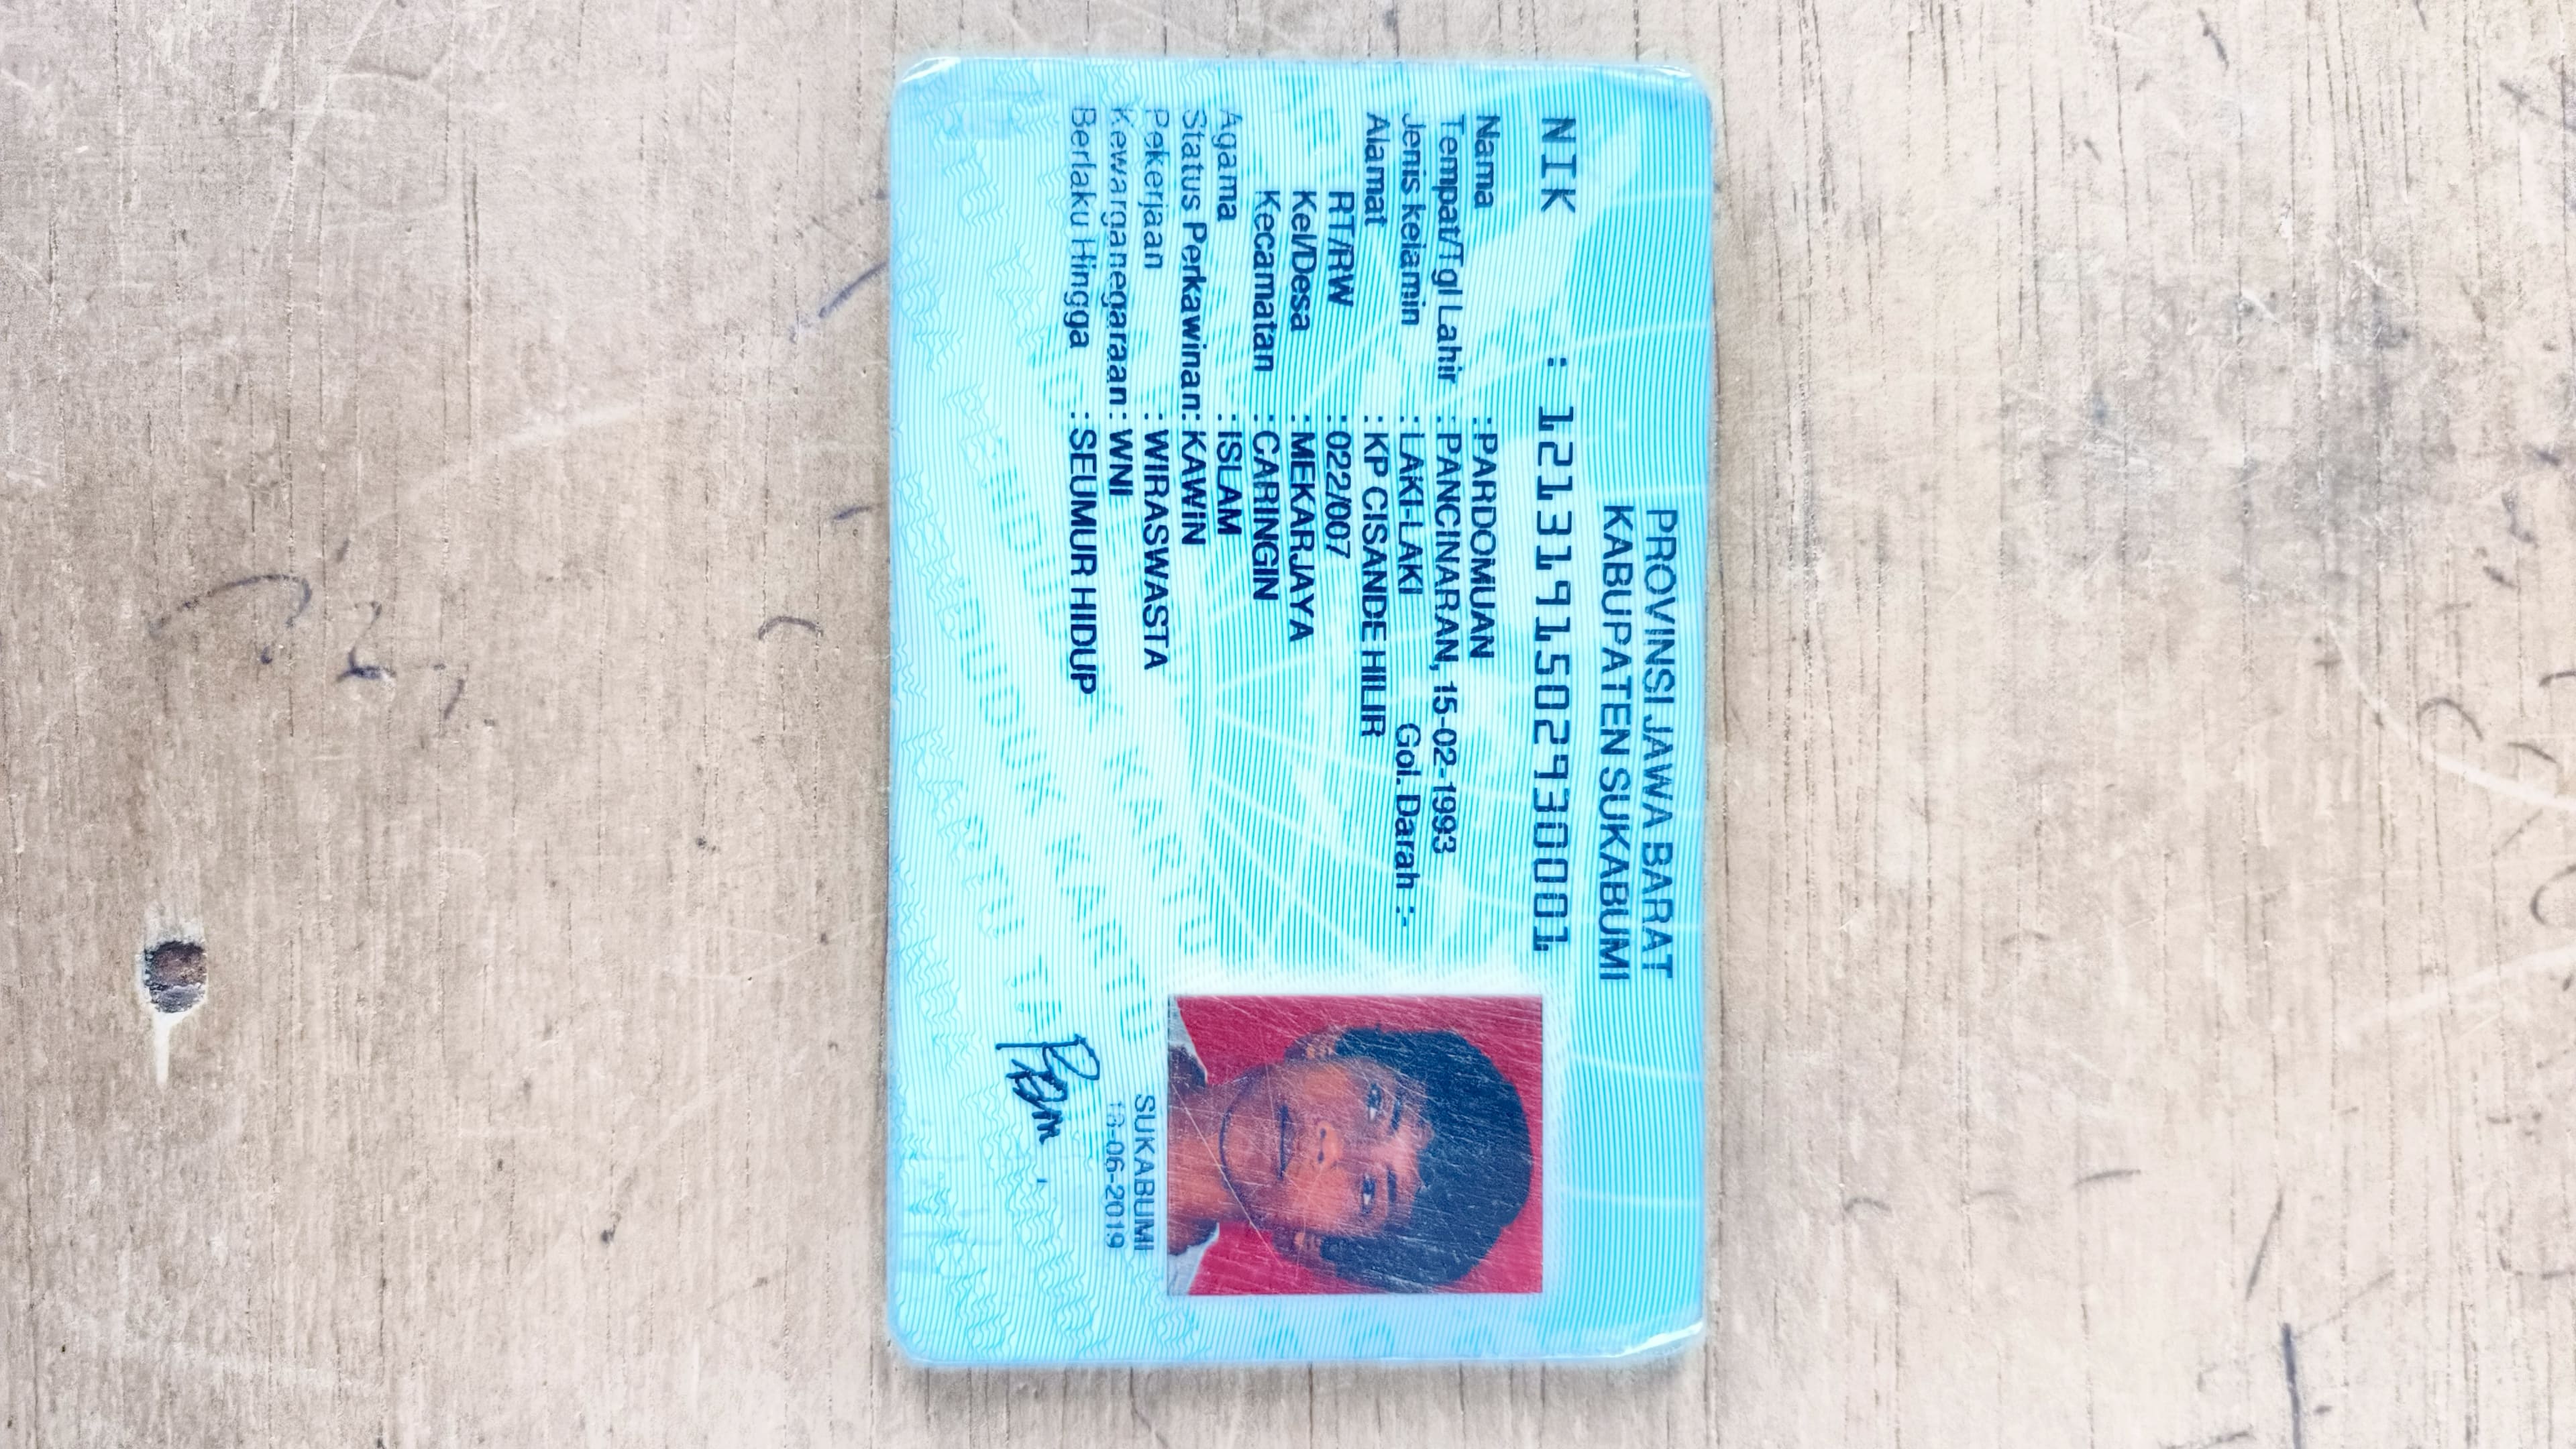 PROVINSI JAWA BARAT
KABUPATEN SUKABUMI
NIK : 1213191502930001
Nama : PARDOMUAN
Tempat/Tgl Lahir : PANCINARAN, 15-02-1993
Jenis kelamin : LAKI-LAKI Gol. Darah :-
Alamat : KP CISANDE HILIR
RT/RW : 022/007
Kel/Desa : MEKARJAYA
Kecamatan : CARINGIN
Agama : ISLAM
Status Perkawinan: KAWIN
Pekerjaan : WIRASWASTA
Kewarganegaraan: WNI
Berlaku Hingga : SEUMUR HIDUP
SUKABUMI
18-06-2019